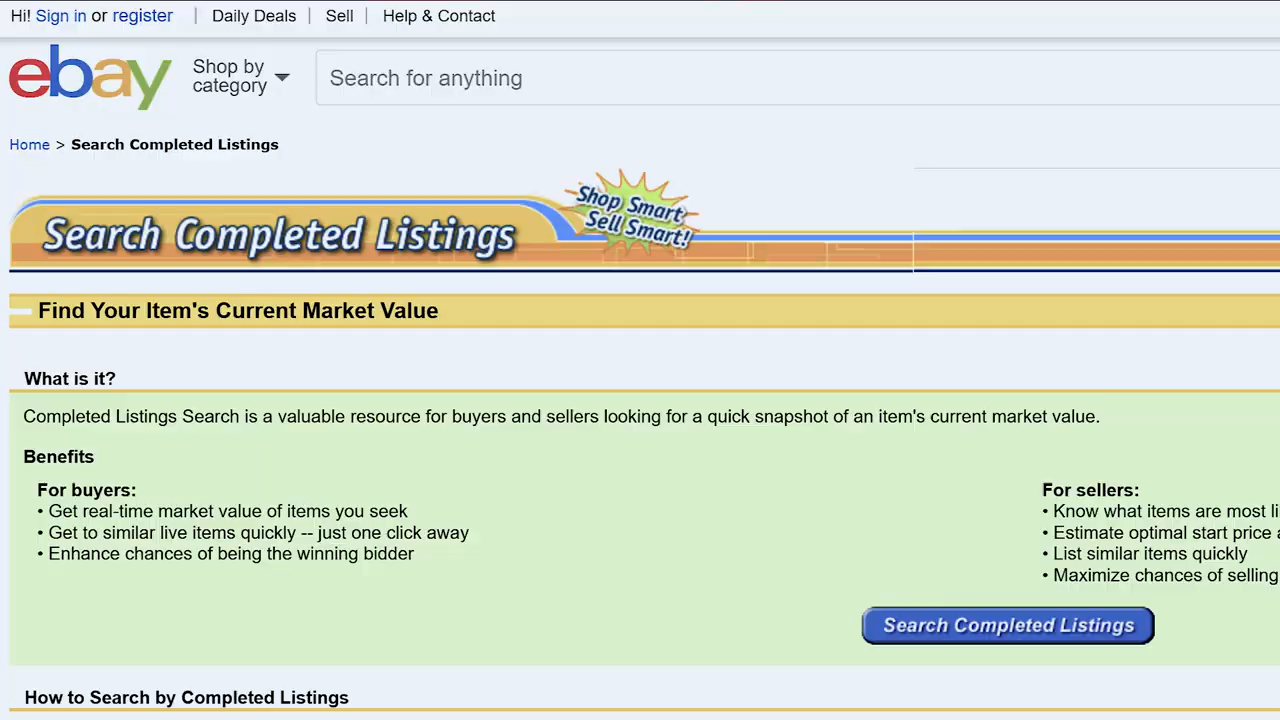 Hi! Sign in or register | Daily Deals | Sell | Help & Contact
ebay
Shop by
category
Search for anything
Home > Search Completed Listings
Search Completed Listings
Shop Smart
Sell Smart!
Find Your Item's Current Market Value
What is it?
Completed Listings Search is a valuable resource for buyers and sellers looking for a quick snapshot of an item's current market value.
Benefits
For buyers:
• Get real-time market value of items you seek
• Get to similar live items quickly -- just one click away
• Enhance chances of being the winning bidder
For sellers:
• Know what items are most li
• Estimate optimal start price a
• List similar items quickly
• Maximize chances of selling
Search Completed Listings
How to Search by Completed Listings